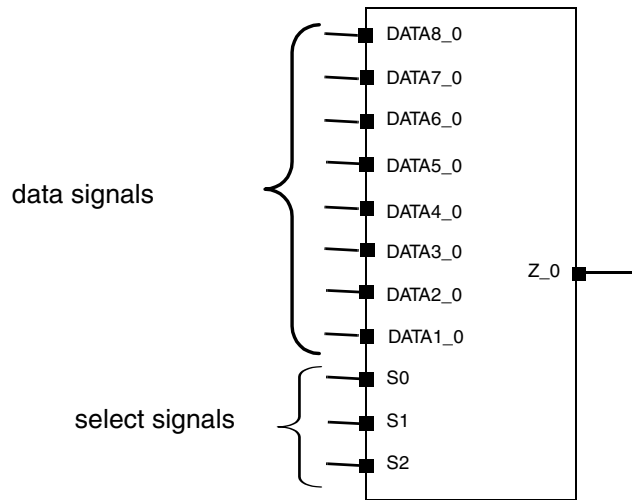 DATA8_0
DATA7_0
DATA6_0
DATA5_0
data signals
DATA4_0
DATA3_0
Z_0
DATA2_0
DATA1_0
S0
select signals
S1
S2